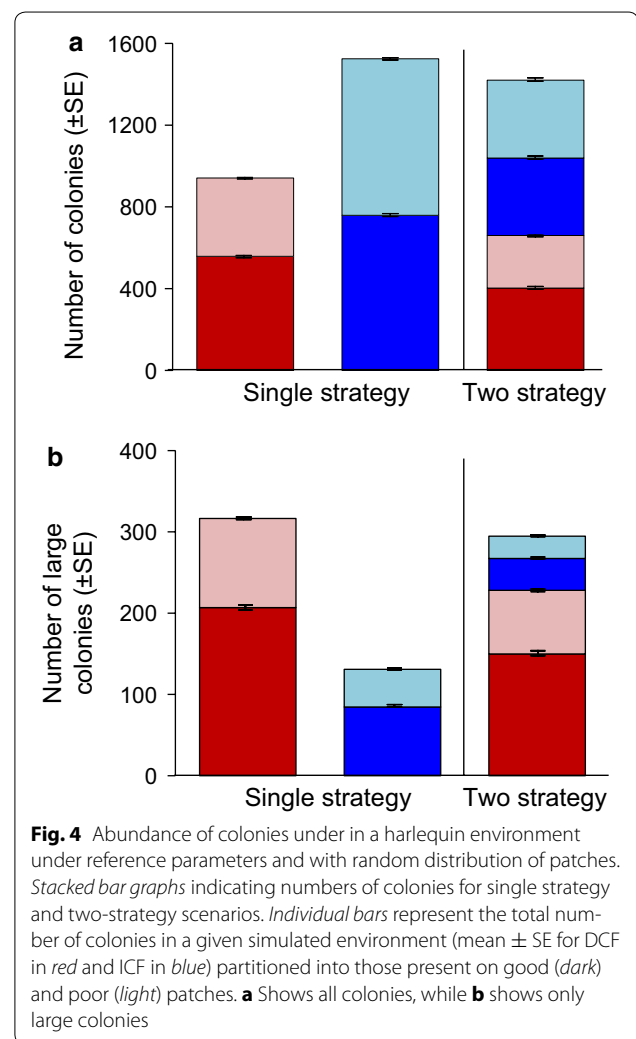 a
1600
1200
800
400
0
Number of colonies (±SE)
Single strategy Two strategy
b
400
300
200
100
0
Number of large
colonies (±SE)
Single strategy Two strategy
Fig. 4 Abundance of colonies under in a harlequin environment
under reference parameters and with random distribution of patches.
Stacked bar graphs indicating numbers of colonies for single strategy
and two-strategy scenarios. Individual bars represent the total num-
ber of colonies in a given simulated environment (mean ± SE for DCF
in red and ICF in blue) partitioned into those present on good (dark)
and poor (light) patches. a Shows all colonies, while b shows only
large colonies